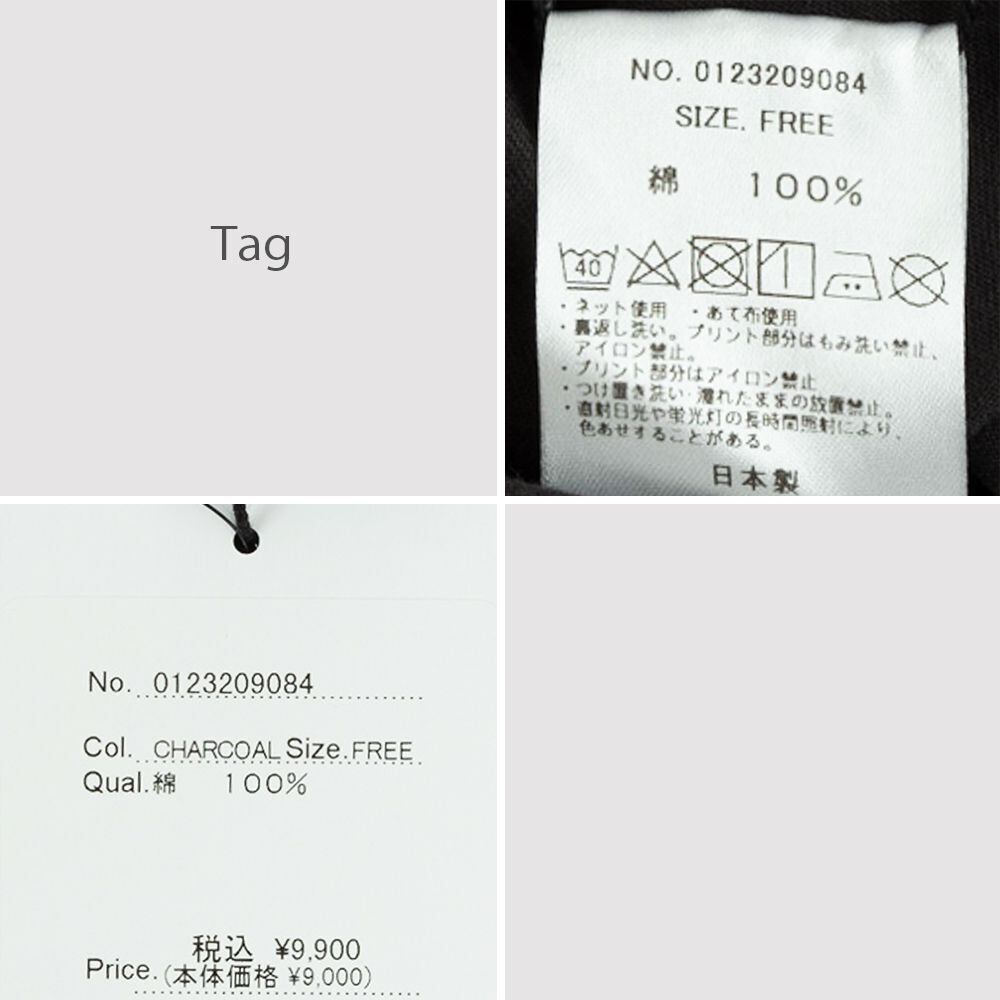 Tag
NO. 0123209084
SIZE. FREE
綿 100%
40
・ネット使用 ・あて布使用
・裏返し洗い。プリント部分はもみ洗い禁止、
アイロン禁止。
・プリント部分はアイロン禁止
・つけ置き洗い・濡れたままの放置禁止。
・直射日光や蛍光灯の長時間照射により、
色あせすることがある。
日本製
No. 0123209084
Col. CHARCOAL Size.FREE
Qual.綿 100%
税込 ¥9,900
Price.(本体価格 ¥9,000)